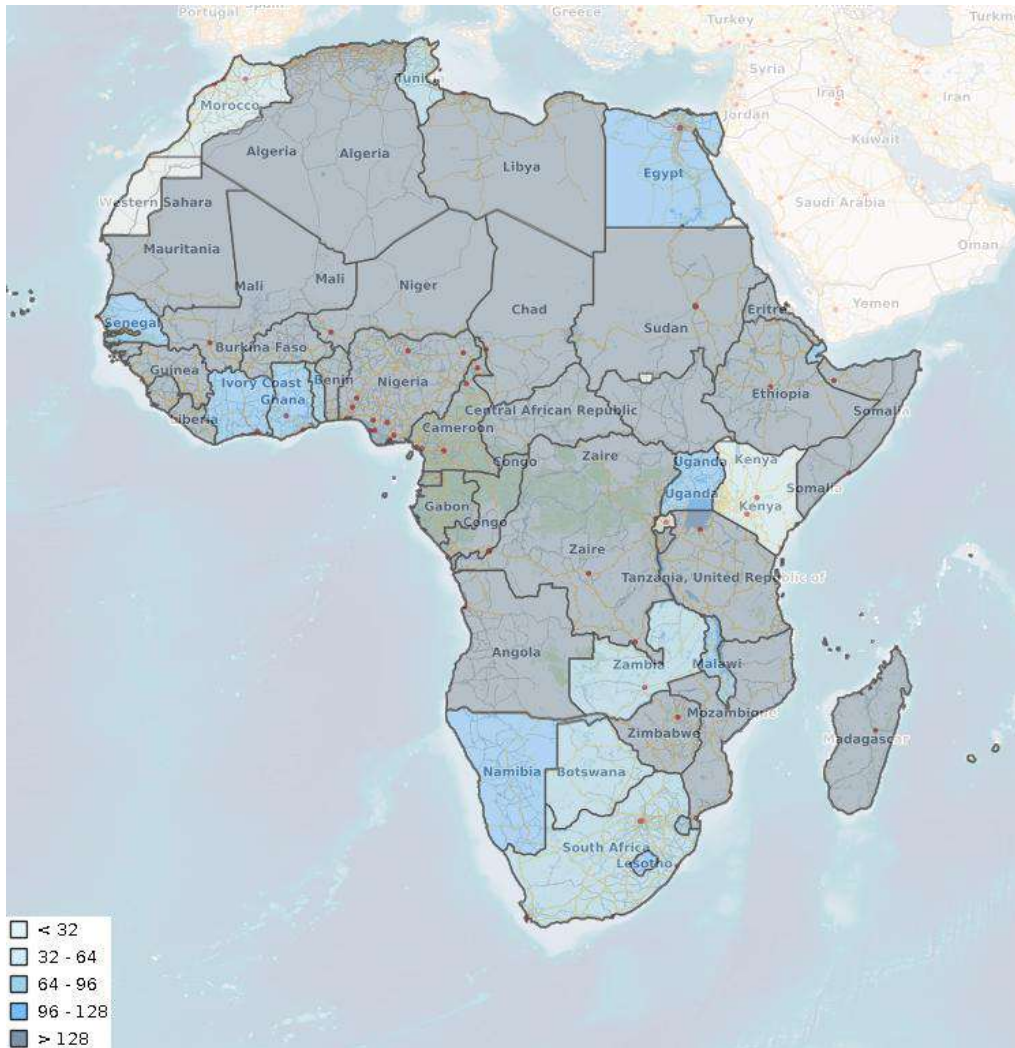 Portugal
Spain
Greece
Turkey
Turkm
Syria
Iraq
Iran
Jordan
Kuwait
Tunis
Morocco
Algeria
Algeria
Libya
Egypt
Saudi Arabia
Western Sahara
Oman
Mauritania
Mali
Mali
Niger
Chad
Yemen
Eritre
Senegal
Sudan
Burkina Faso
Guinea
Ivory Coast
Benin
Nigeria
Ghana
Ethiopia
Somalia
Central African Republic
Liberia
Cameroon
Zaire
Congo
Uganda
Kenya
Somalia
Uganda
Gabon
Kenya
Congo
Zaire
Tanzania, United Republic of
Angola
Zambia
Malawi
Mozambique
Zimbabwe
Madagascar
Namibia
Botswana
South Africa
Lesotho
< 32
32 - 64
64 - 96
96 - 128
> 128